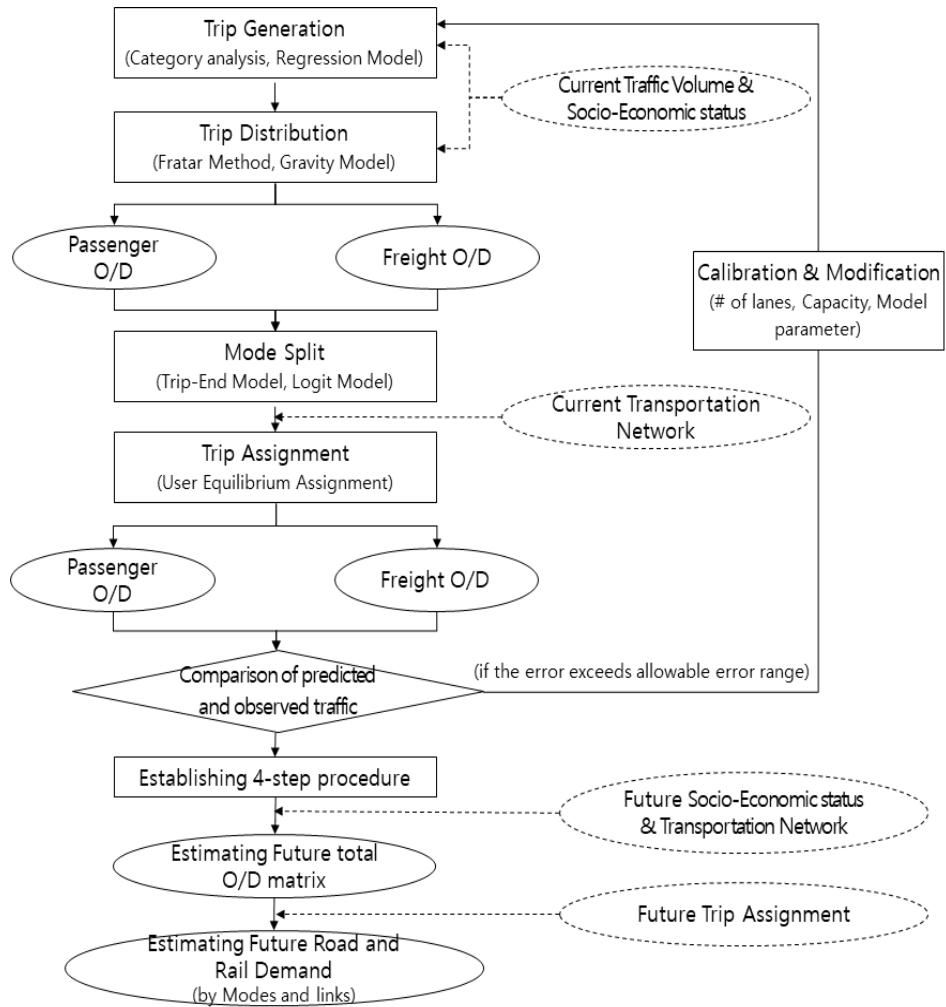 Trip Generation
(Category analysis, Regression Model)
Current Traffic Volume &
Socio-Economic status
Trip Distribution
(Fratar Method, Gravity Model)
Passenger
O/D
Freight O/D
Calibration & Modification
(# of lanes, Capacity, Model
parameter)
Mode Split
(Trip-End Model, Logit Model)
Current Transportation
Network
Trip Assignment
(User Equilibrium Assignment)
Passenger
O/D
Freight O/D
Comparison of predicted
and observed traffic
(if the error exceeds allowable error range)
Establishing 4-step procedure
Future Socio-Economic status
& Transportation Network
Estimating Future total
O/D matrix
Future Trip Assignment
Estimating Future Road and
Rail Demand
(by Modes and links)